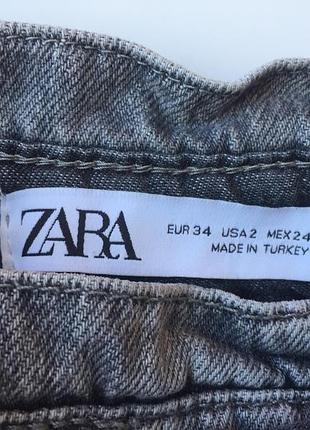 ZARA
EUR 34 USA 2 MEX 24
MADE IN TURKEY